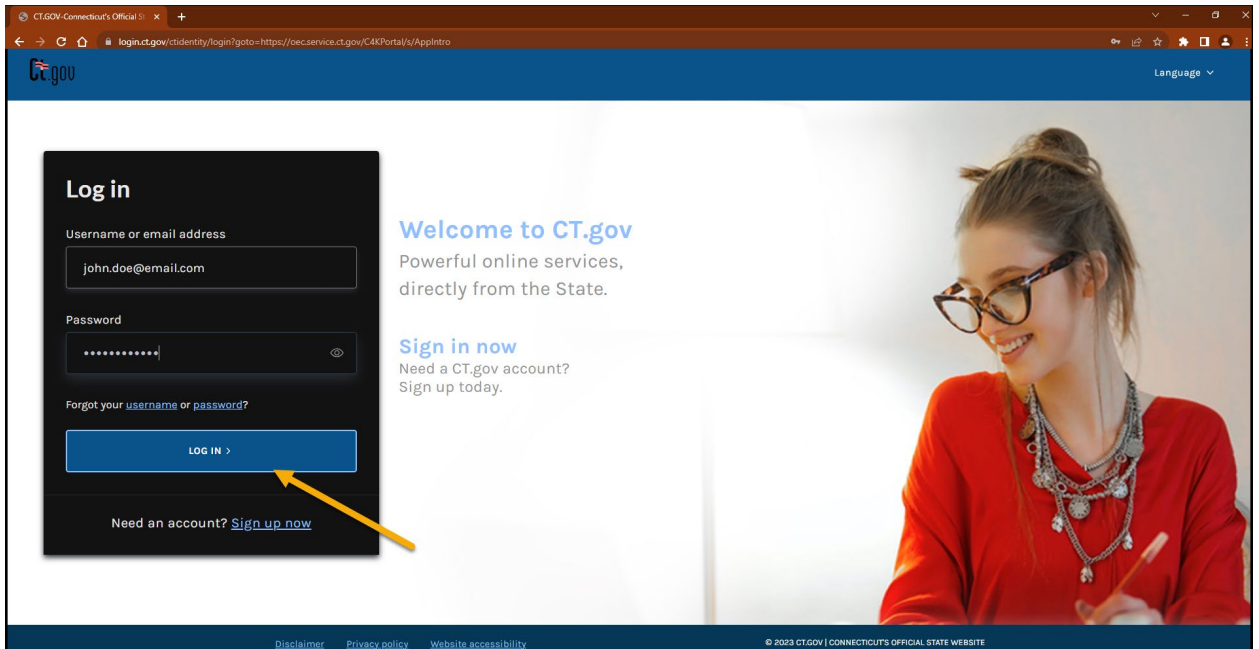 CT.GOV-Connecticut's Official S
login.ct.gov/ctidentity/login?goto=https://oec.service.ct.gov/C4KPortal/s/AppIntro
Ct.gov
Language
Log in
Username or email address
john.doe@email.com
Password
••••••••••••
Forgot your username or password?
LOG IN >
Need an account? Sign up now
Welcome to CT.gov
Powerful online services,
directly from the State.
Sign in now
Need a CT.gov account?
Sign up today.
Disclaimer Privacy policy Website accessibility
© 2023 CT.GOV | CONNECTICUT'S OFFICIAL STATE WEBSITE